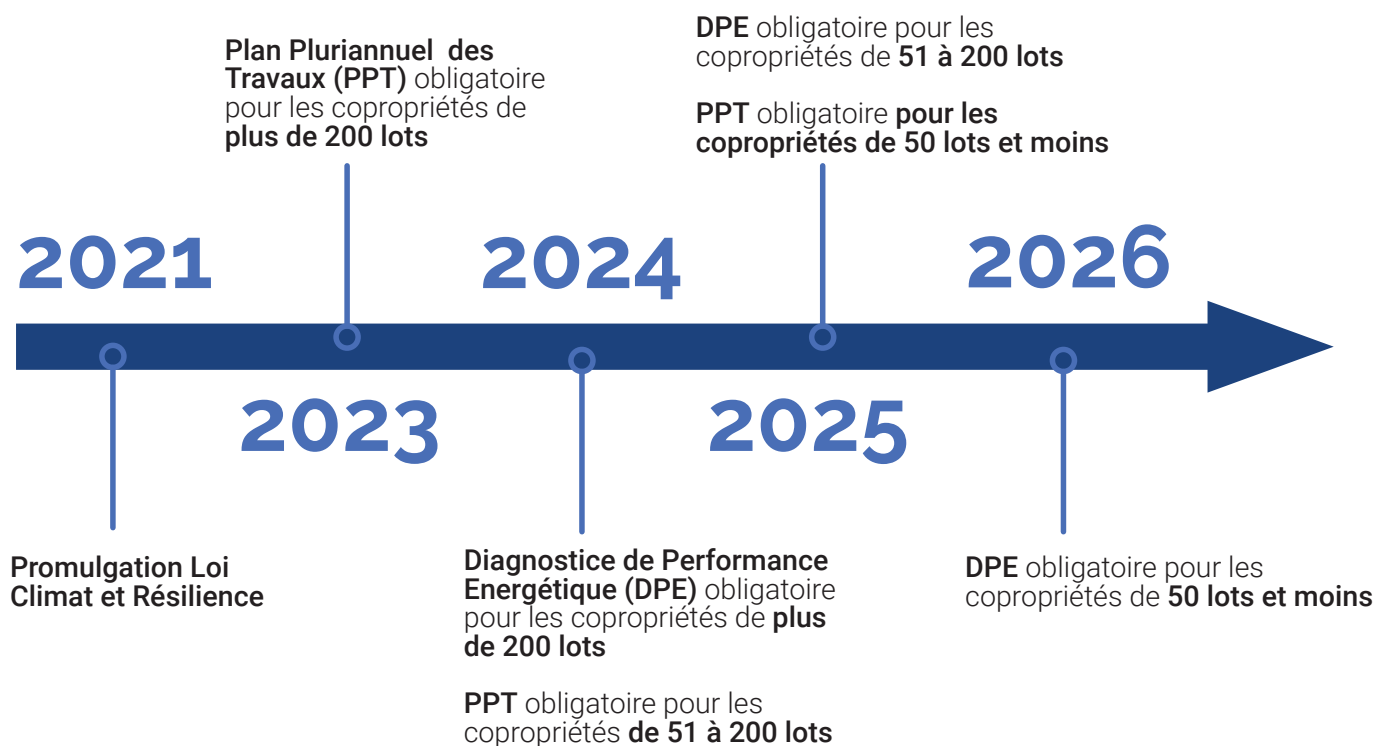 Plan Pluriannuel des
Travaux (PPT) obligatoire
pour les copropriétés de
plus de 200 lots
DPE obligatoire pour les
copropriétés de 51 à 200 lots
PPT obligatoire pour les
copropriétés de 50 lots et moins
2021
2024
2026
2023
2025
Promulgation Loi
Climat et Résilience
Diagnostice de Performance
Energétique (DPE) obligatoire
pour les copropriétés de plus
de 200 lots
PPT obligatoire pour les
copropriétés de 51 à 200 lots
DPE obligatoire pour les
copropriétés de 50 lots et moins